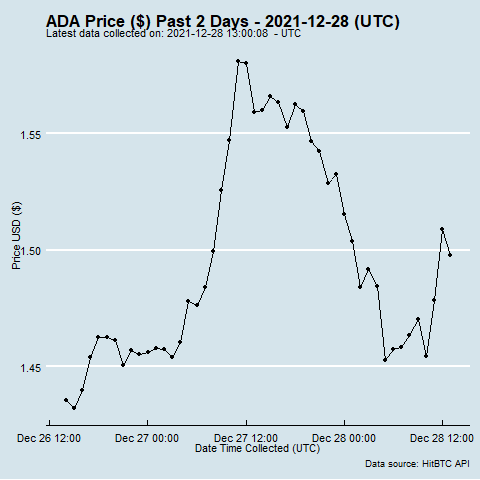 ADA Price ($) Past 2 Days - 2021-12-28 (UTC)
Latest data collected on: 2021-12-28 13:00:08 - UTC
1.55
1.50
1.45
Price USD ($)
Dec 26 12:00
Dec 27 00:00
Dec 27 12:00
Dec 28 00:00
Dec 28 12:00
Date Time Collected (UTC)
Data source: HitBTC API